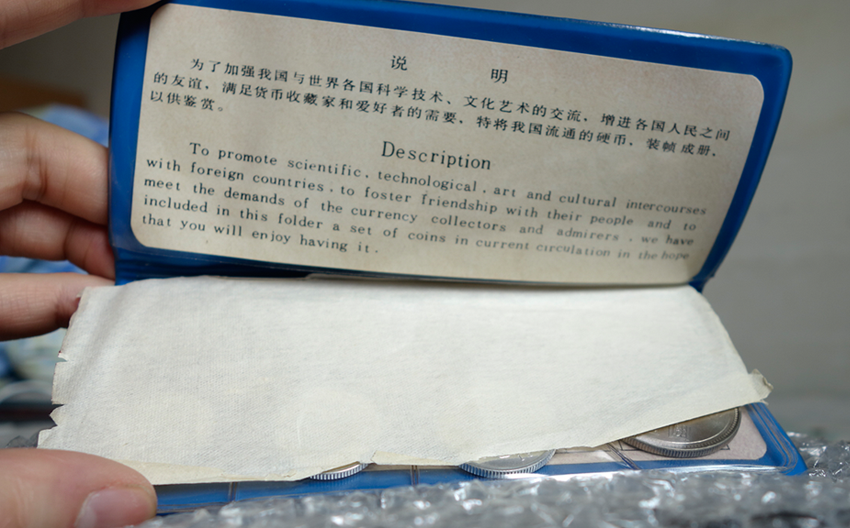 说 明
为了加强我国与世界各国科学技术、文化艺术的交流，增进各国人民之间
的友谊，满足货币收藏家和爱好者的需要，特将我国流通的硬币，装帧成册，
以供鉴赏。
Description
To promote scientific, technological, art and cultural intercourses
with foreign countries, to foster friendship with their people and to
meet the demands of the currency collectors and admirers, we have
included in this folder a set of coins in current circulation in the hope
that you will enjoy having it.